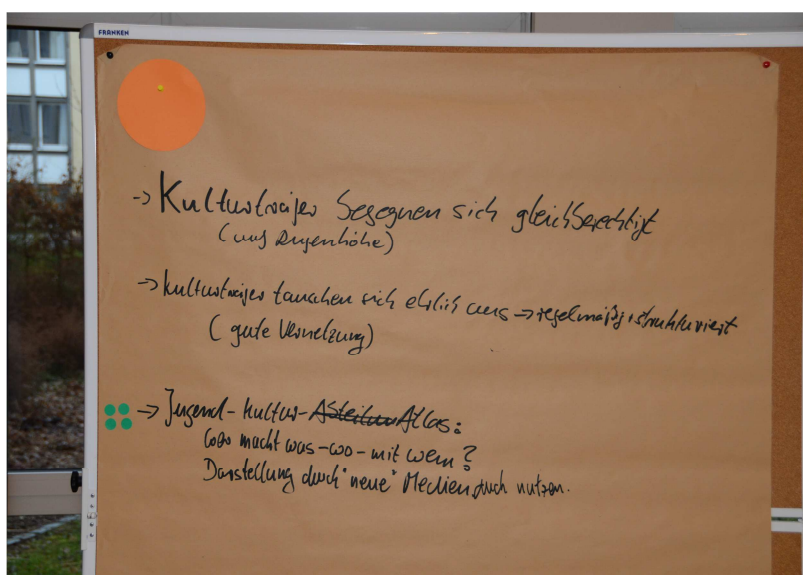 FRANKEN
-> Kulturträger begegnen sich gleichberechtigt
(auf Augenhöhe)
-> Kulturträger tauschen sich ehrlich aus -> regelmäßig + strukturiert
( gute Vernetzung)
-> Jugend-Kultur-Atlas:
Wer macht was-wo-mit wem?
Darstellung durch "neue" Medien auch nutzen.